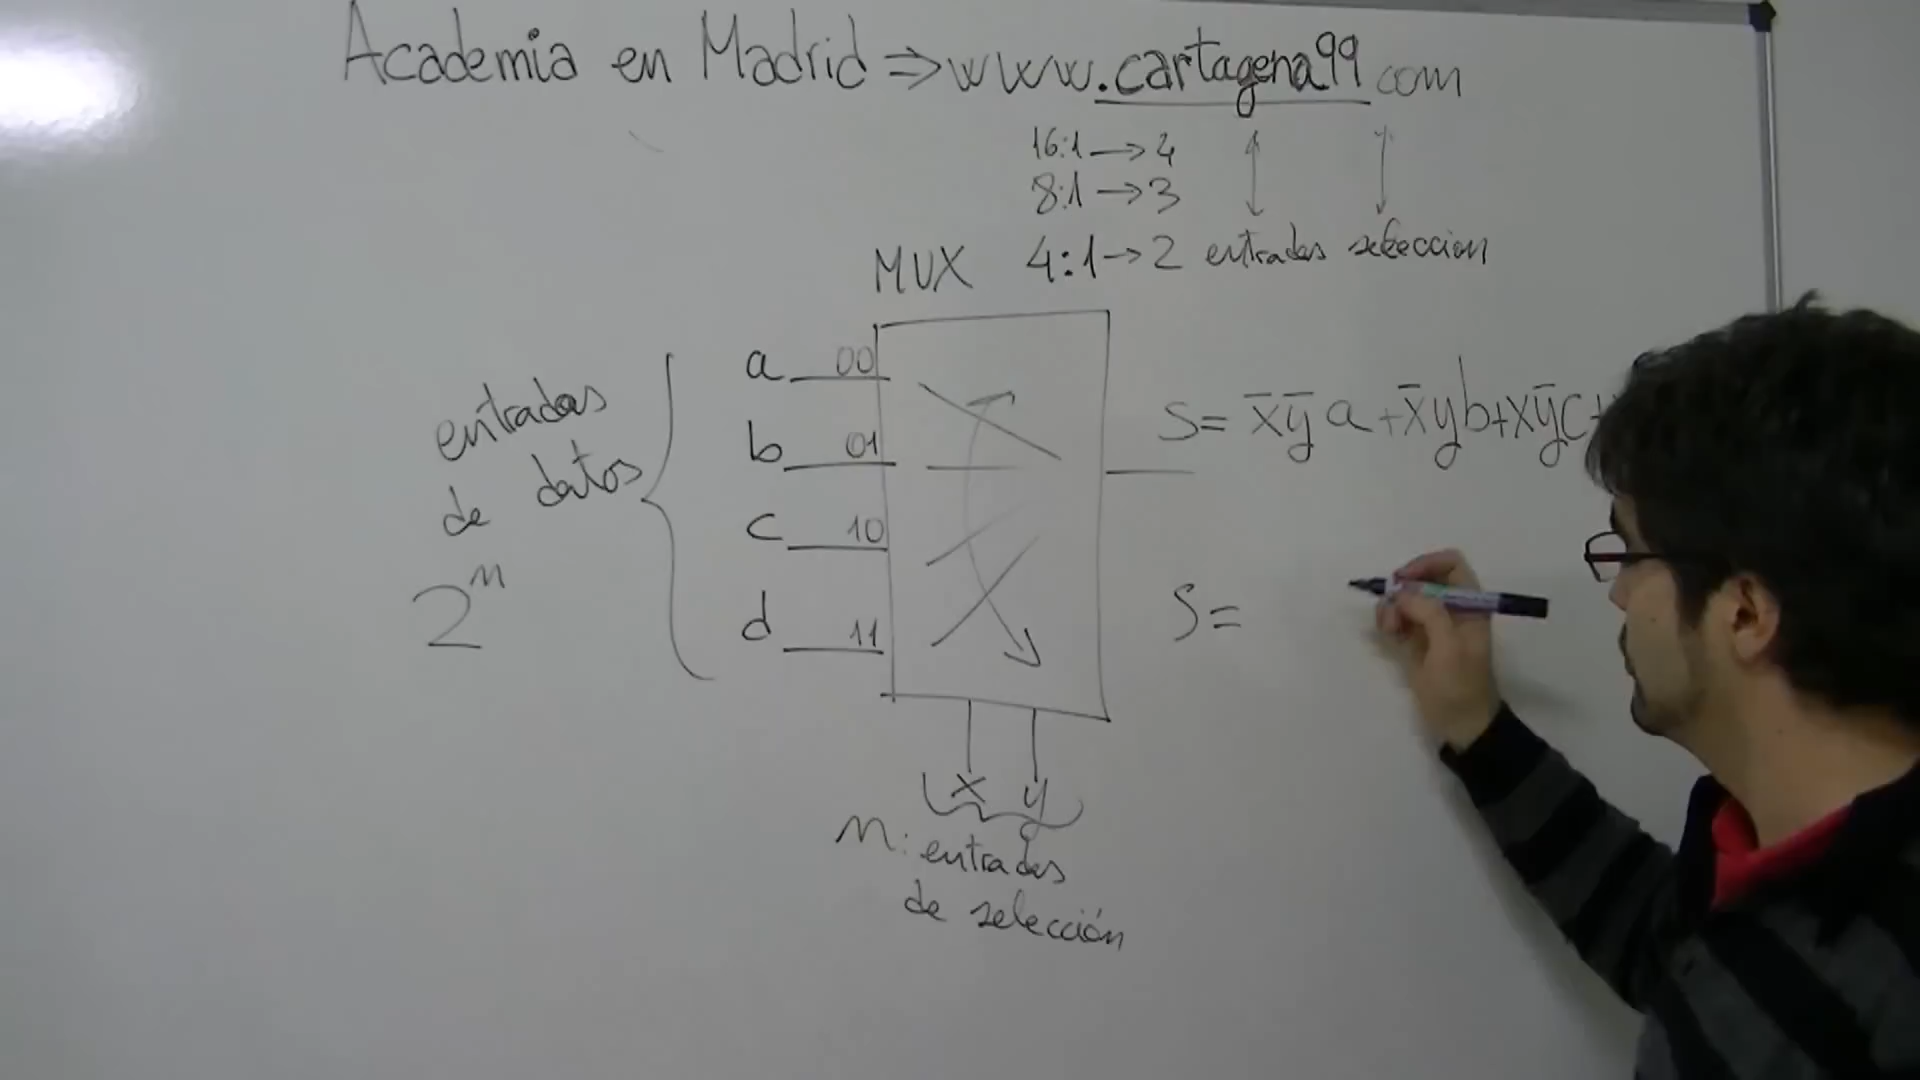 Academia en Madrid ⇒ www.cartagena99.com
16:1 → 4
8:1 → 3
MUX 4:1 → 2 entradas seleccion
a 00
b 01
c 10
d 11
entradas
de datos
2ⁿ
S= x̄ȳa+x̄yb+xȳc+
S=
x y
n: entradas
de selección